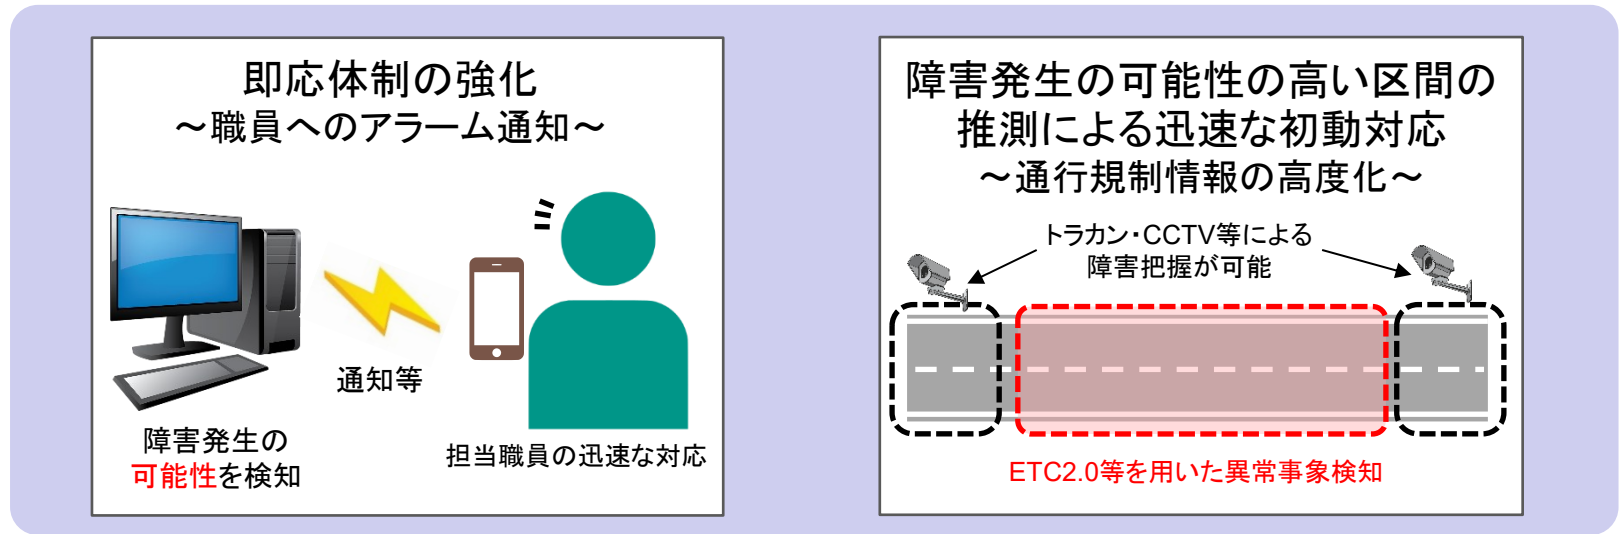 即応体制の強化
～職員へのアラーム通知～
通知等
障害発生の
可能性を検知
担当職員の迅速な対応
障害発生の可能性の高い区間の
推測による迅速な初動対応
～通行規制情報の高度化～
トラカン・CCTV等による
障害把握が可能
ETC2.0等を用いた異常事象検知